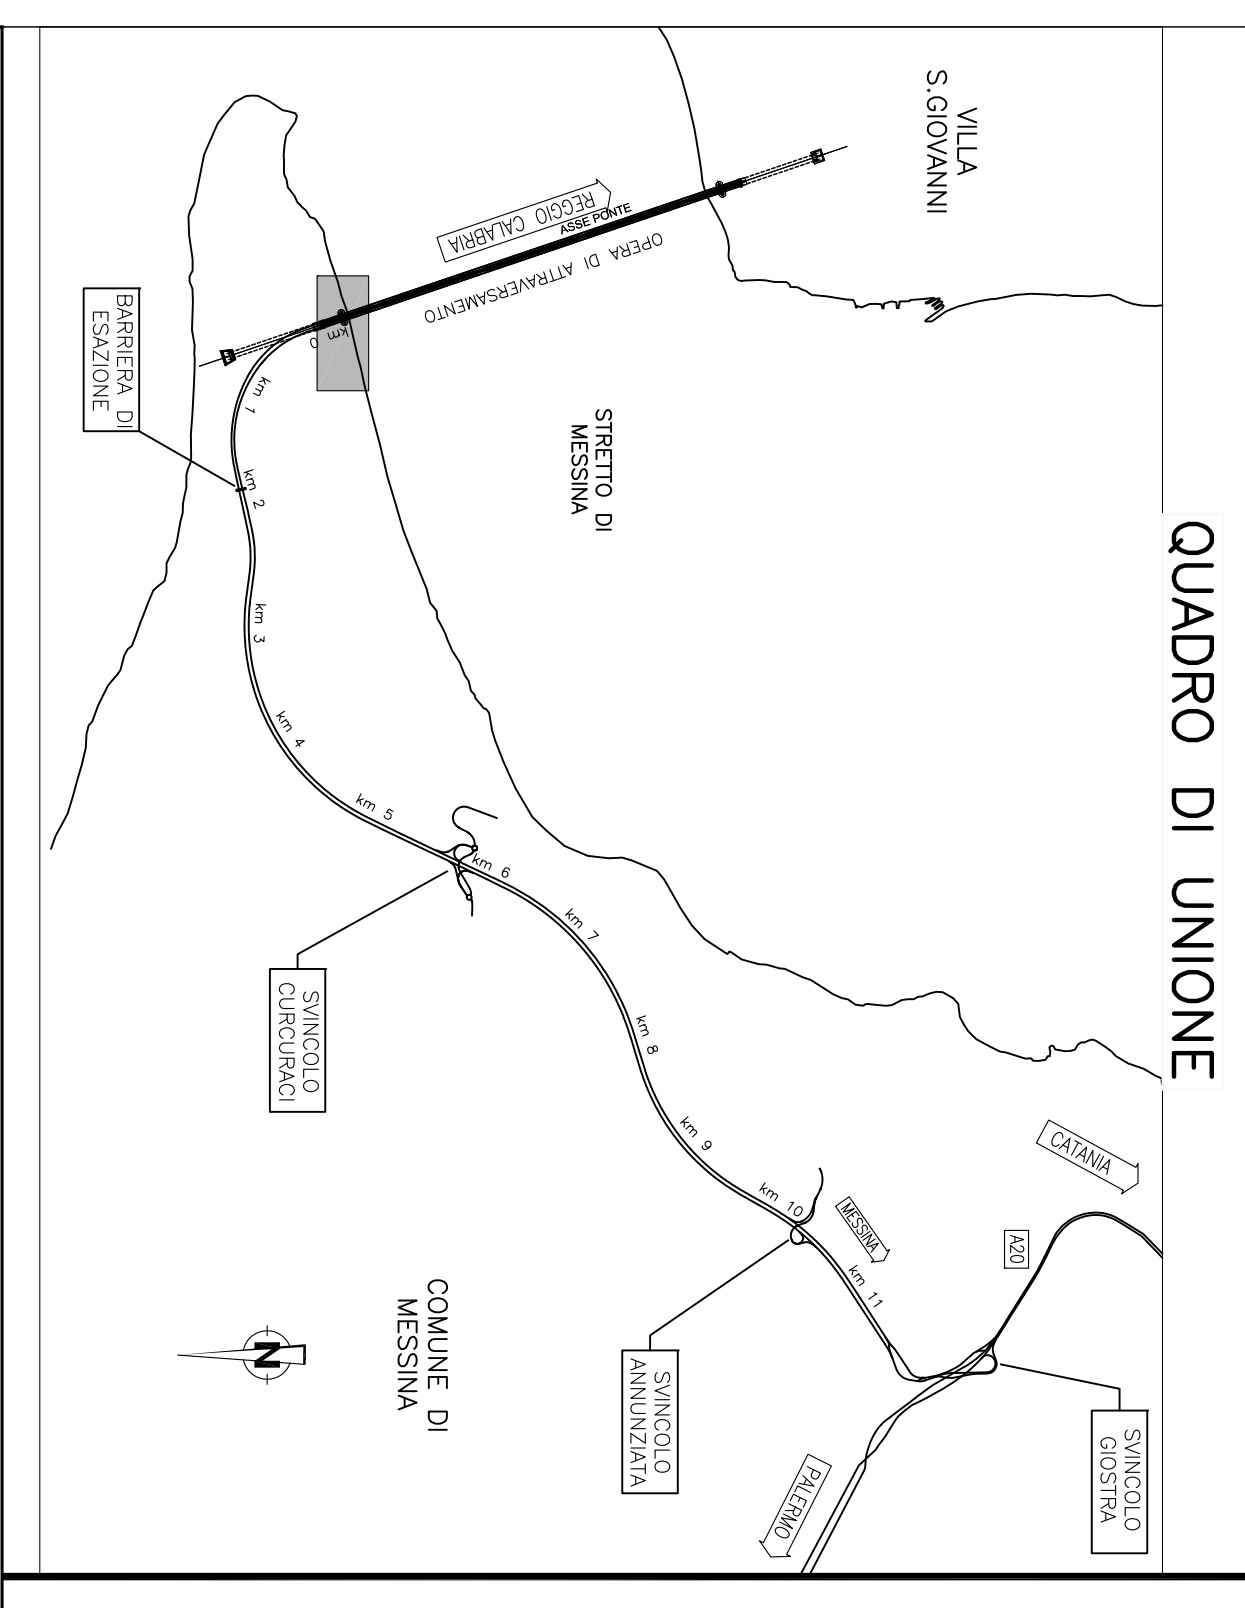 QUADRO DI UNIONE
VILLA
S.GIOVANNI
REGGIO CALABRIA
ASSE PONTE
OPERA DI ATTRAVERSAMENTO
STRETTO DI
MESSINA
BARRIERA DI
ESAZIONE
km 0
km 1
km 2
km 3
km 4
km 5
km 6
km 7
km 8
km 9
km 10
km 11
SVINCOLO
CURCURACI
SVINCOLO
ANNUNZIATA
SVINCOLO
GIOSTRA
CATANIA
MESSINA
A20
PALERMO
COMUNE DI
MESSINA
N